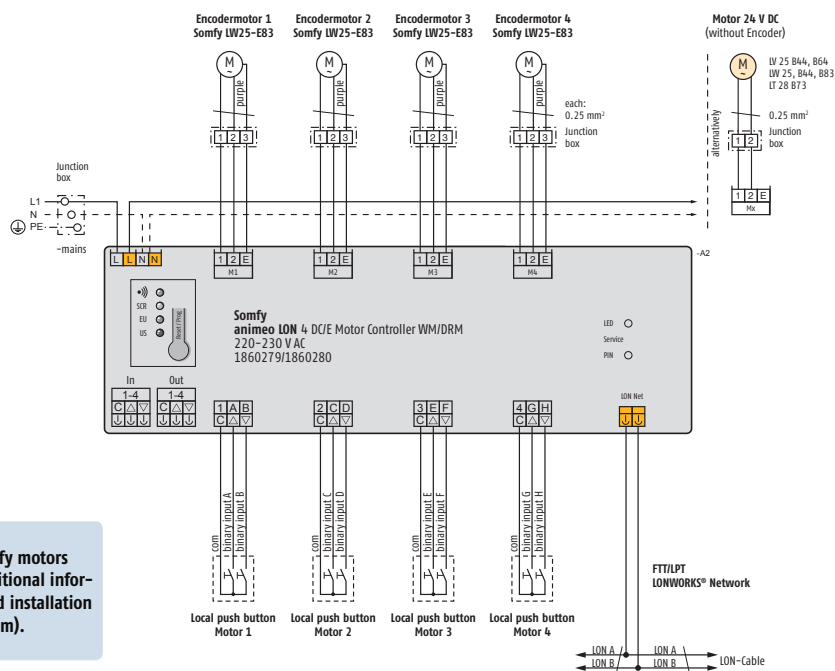 Encodermotor 1
Somfy LW25-E83
Encodermotor 2
Somfy LW25-E83
Encodermotor 3
Somfy LW25-E83
Encodermotor 4
Somfy LW25-E83
Motor 24 V DC
(without Encoder)
M
~
M
~
M
~
M
~
M
~
LV 25 B44, B64
LW 25, B44, B83
LT 28 B73
purple
purple
purple
purple
each:
0.25 mm²
Junction
box
alternatively
0.25 mm²
Junction
box
1 2 3
1 2 3
1 2 3
1 2 3
1 2
Junction
box
L1
N
PE
-mains
1 2 E
Mx
-A2
L L N N
1 2 E
M1
1 2 E
M2
1 2 E
M3
1 2 E
M4
SCR
EU
US
Reset / Prog
Somfy
animeo LON 4 DC/E Motor Controller WM/DRM
220-230 V AC
1860279/1860280
LED
Service
PIN
In
1-4
C
Out
1-4
C
1 A B
C
2 C D
C
3 E F
C
4 G H
C
LON Net
com
binary input A
binary input B
com
binary input C
binary input D
com
binary input E
binary input F
com
binary input G
binary input H
Local push button
Motor 1
Local push button
Motor 2
Local push button
Motor 3
Local push button
Motor 4
FTT/LPT
LONWORKS® Network
LON A
LON A
LON B
LON B
LON-Cable
fy motors
itional infor-
d installation
m).